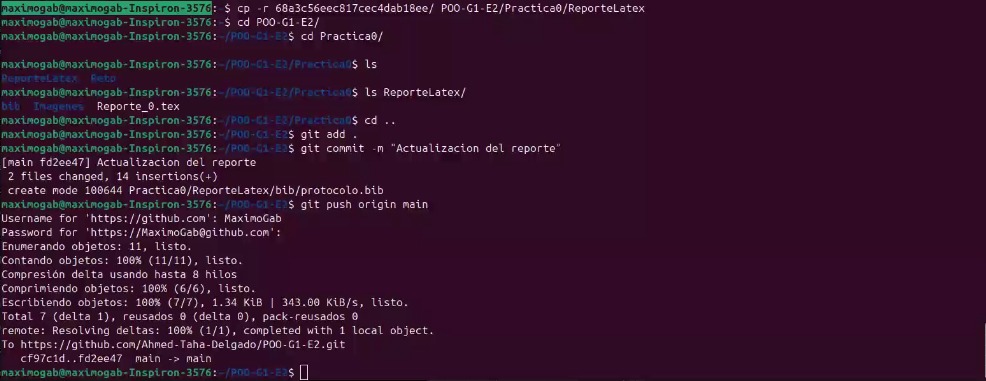 maximogab@maximogab-Inspiron-3576:~$ cp -r 68a3c56eec817cec4dab18ee/ POO-G1-E2/Practica0/ReporteLatex
maximogab@maximogab-Inspiron-3576:~$ cd POO-G1-E2/
maximogab@maximogab-Inspiron-3576:~/POO-G1-E2$ cd Practica0/
maximogab@maximogab-Inspiron-3576:~/POO-G1-E2/Practica0$ ls
ReporteLatex Reto
maximogab@maximogab-Inspiron-3576:~/POO-G1-E2/Practica0$ ls ReporteLatex/
bib Imagenes Reporte_0.tex
maximogab@maximogab-Inspiron-3576:~/POO-G1-E2/Practica0$ cd ..
maximogab@maximogab-Inspiron-3576:~/POO-G1-E2$ git add .
maximogab@maximogab-Inspiron-3576:~/POO-G1-E2$ git commit -m "Actualizacion del reporte"
[main fd2ee47] Actualizacion del reporte
2 files changed, 14 insertions(+)
create mode 100644 Practica0/ReporteLatex/bib/protocolo.bib
maximogab@maximogab-Inspiron-3576:~/POO-G1-E2$ git push origin main
Username for 'https://github.com': MaximoGab
Password for 'https://MaximoGab@github.com':
Enumerando objetos: 11, listo.
Contando objetos: 100% (11/11), listo.
Compresión delta usando hasta 8 hilos
Comprimiendo objetos: 100% (6/6), listo.
Escribiendo objetos: 100% (7/7), 1.34 KiB | 343.00 KiB/s, listo.
Total 7 (delta 1), reusados 0 (delta 0), pack-reusados 0
remote: Resolving deltas: 100% (1/1), completed with 1 local object.
To https://github.com/Ahmed-Taha-Delgado/POO-G1-E2.git
cf97c1d..fd2ee47 main -> main
maximogab@maximogab-Inspiron-3576:~/POO-G1-E2$